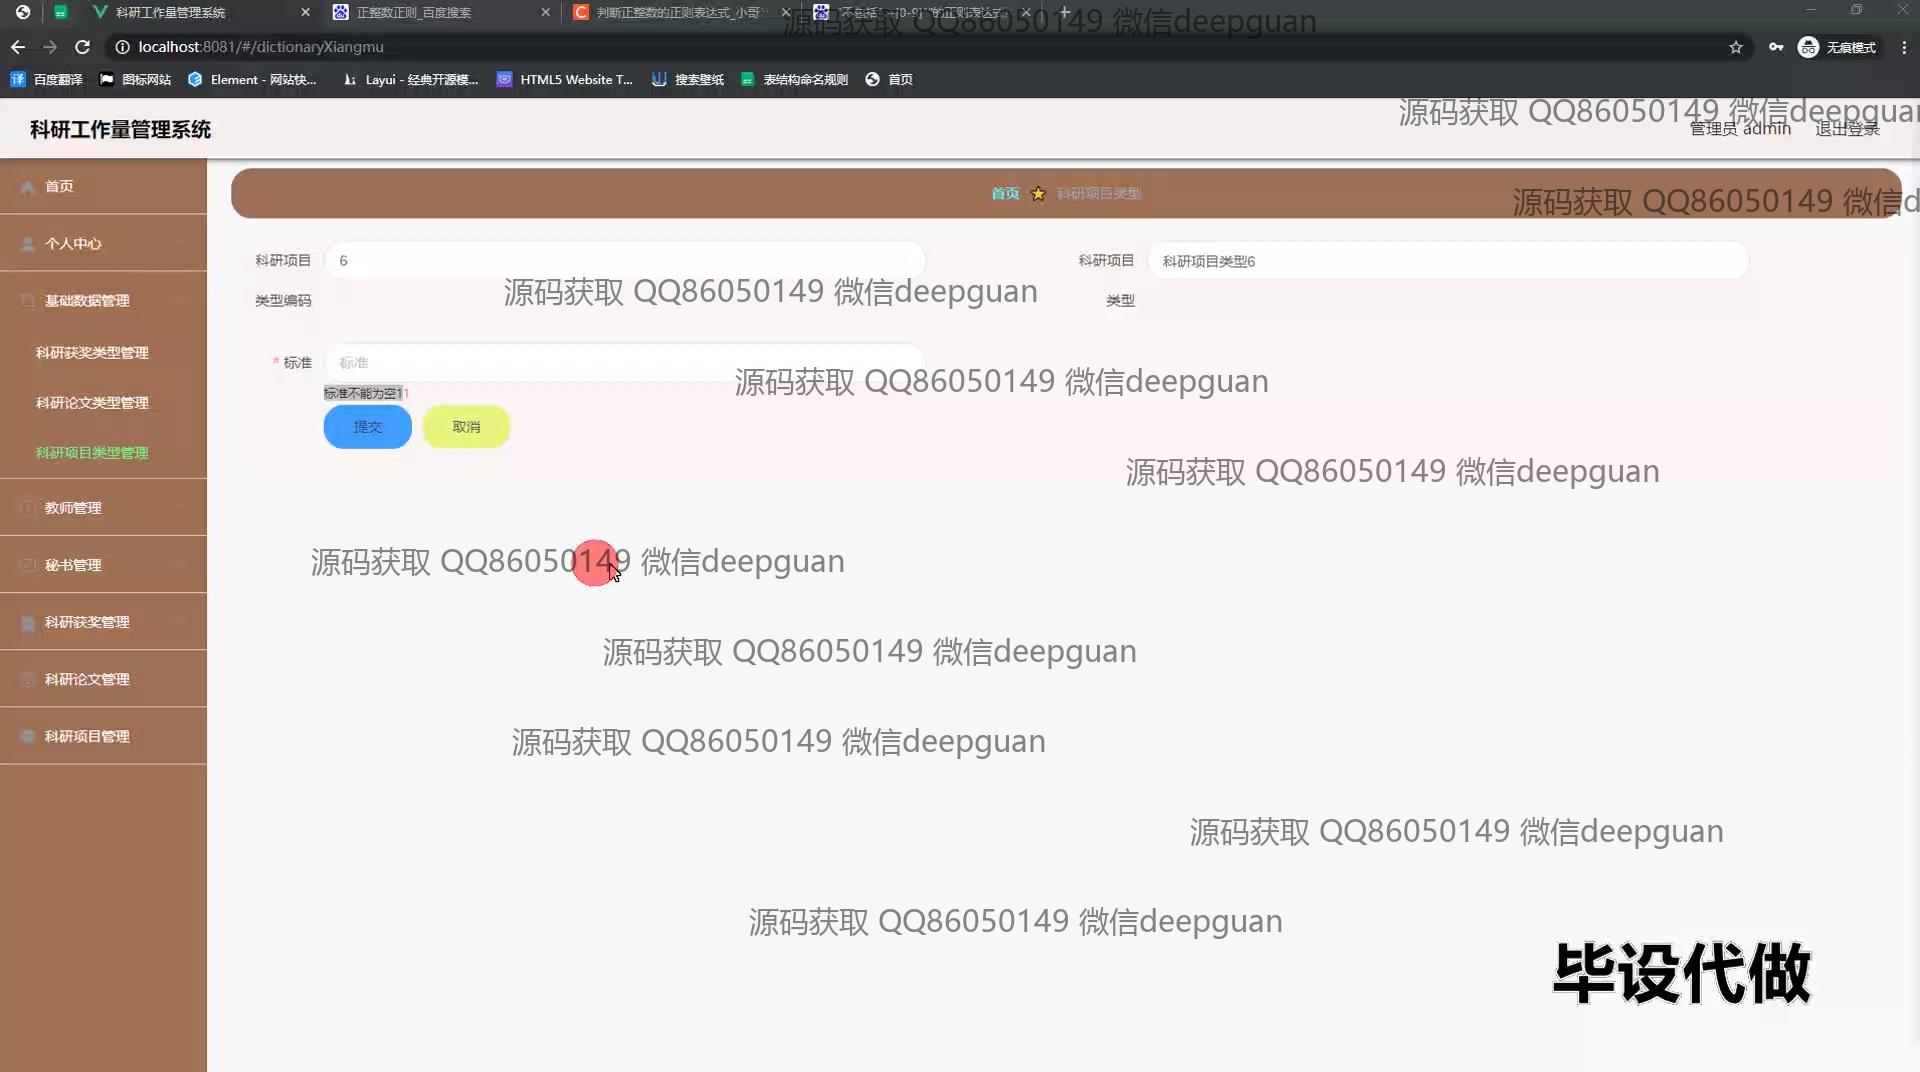 科研工作量管理系统
正整数正则_百度搜索
判断正整数的正则表达式_小哥
源码获取 QQ86050149 微信deepguan
localhost:8081/#/dictionaryXiangmu
无痕模式
百度翻译
图标网站
Element - 网站快...
Layui - 经典开源模...
HTML5 Website T...
搜索壁纸
表结构命名规则
首页
科研工作量管理系统
源码获取 QQ86050149 微信deepguan
管理员 admin
退出登录
首页
首页
科研项目类型
源码获取 QQ86050149 微信d
个人中心
科研项目
类型编码
6
科研项目
类型
科研项目类型6
源码获取 QQ86050149 微信deepguan
基础数据管理
科研获奖类型管理
* 标准
标准
源码获取 QQ86050149 微信deepguan
标准不能为空11
科研论文类型管理
提交
取消
科研项目类型管理
源码获取 QQ86050149 微信deepguan
教师管理
秘书管理
源码获取 QQ86050149 微信deepguan
科研获奖管理
源码获取 QQ86050149 微信deepguan
科研论文管理
科研项目管理
源码获取 QQ86050149 微信deepguan
源码获取 QQ86050149 微信deepguan
源码获取 QQ86050149 微信deepguan
毕设代做